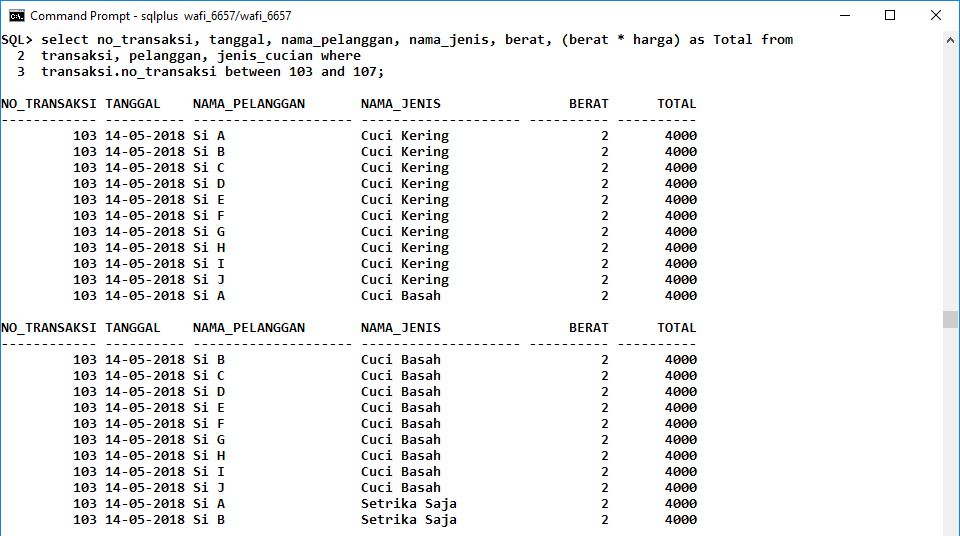 Command Prompt - sqlplus  wafi_6657/wafi_6657
SQL> select no_transaksi, tanggal, nama_pelanggan, nama_jenis, berat, (berat * harga) as Total from
  2  transaksi, pelanggan, jenis_cucian where
  3  transaksi.no_transaksi between 103 and 107;
NO_TRANSAKSI TANGGAL    NAMA_PELANGGAN       NAMA_JENIS                BERAT      TOTAL
------------ ---------- -------------------- -------------------- ---------- ----------
         103 14-05-2018 Si A                 Cuci Kering                   2       4000
         103 14-05-2018 Si B                 Cuci Kering                   2       4000
         103 14-05-2018 Si C                 Cuci Kering                   2       4000
         103 14-05-2018 Si D                 Cuci Kering                   2       4000
         103 14-05-2018 Si E                 Cuci Kering                   2       4000
         103 14-05-2018 Si F                 Cuci Kering                   2       4000
         103 14-05-2018 Si G                 Cuci Kering                   2       4000
         103 14-05-2018 Si H                 Cuci Kering                   2       4000
         103 14-05-2018 Si I                 Cuci Kering                   2       4000
         103 14-05-2018 Si J                 Cuci Kering                   2       4000
         103 14-05-2018 Si A                 Cuci Basah                    2       4000
NO_TRANSAKSI TANGGAL    NAMA_PELANGGAN       NAMA_JENIS                BERAT      TOTAL
------------ ---------- -------------------- -------------------- ---------- ----------
         103 14-05-2018 Si B                 Cuci Basah                    2       4000
         103 14-05-2018 Si C                 Cuci Basah                    2       4000
         103 14-05-2018 Si D                 Cuci Basah                    2       4000
         103 14-05-2018 Si E                 Cuci Basah                    2       4000
         103 14-05-2018 Si F                 Cuci Basah                    2       4000
         103 14-05-2018 Si G                 Cuci Basah                    2       4000
         103 14-05-2018 Si H                 Cuci Basah                    2       4000
         103 14-05-2018 Si I                 Cuci Basah                    2       4000
         103 14-05-2018 Si J                 Cuci Basah                    2       4000
         103 14-05-2018 Si A                 Setrika Saja                  2       4000
         103 14-05-2018 Si B                 Setrika Saja                  2       4000